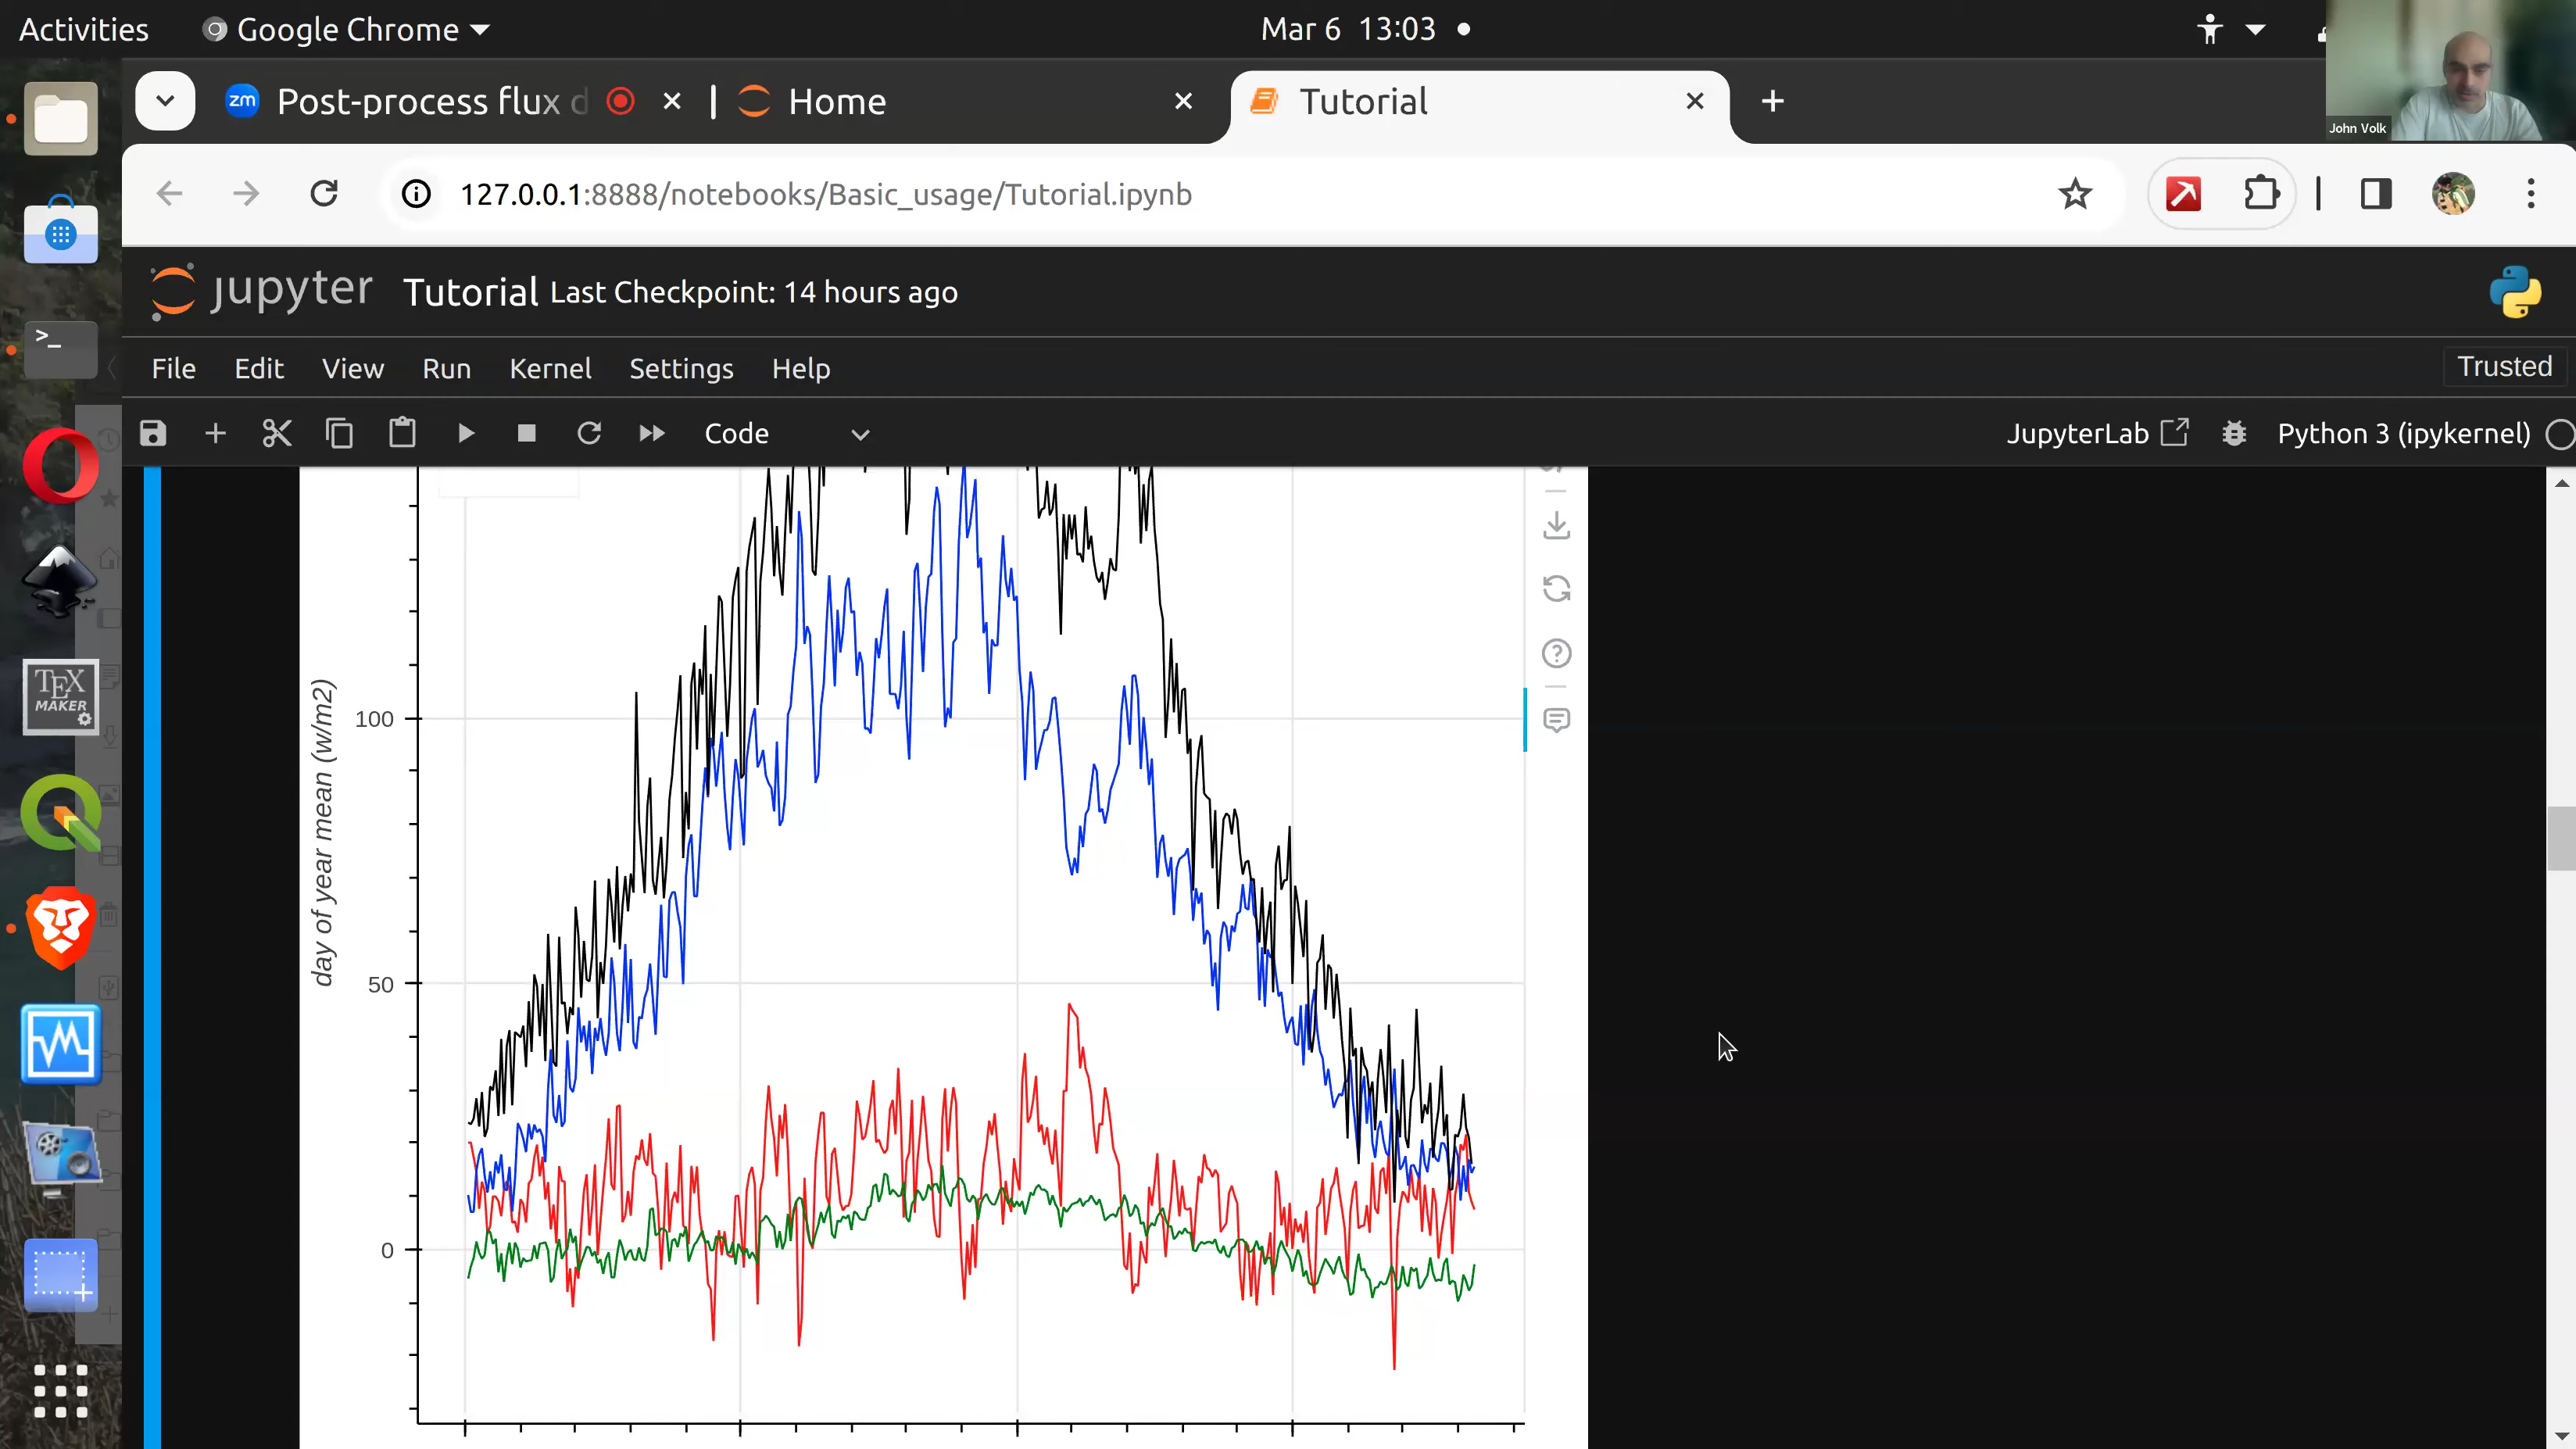 Activities
Google Chrome
Mar 6 13:03
John Volk
zm
Post-process flux d
Home
Tutorial
127.0.0.1:8888/notebooks/Basic_usage/Tutorial.ipynb
jupyter
Tutorial Last Checkpoint: 14 hours ago
File Edit View Run Kernel Settings Help
Trusted
Code
JupyterLab
Python 3 (ipykernel)
TEX
MAKER
day of year mean (w/m2)
100
50
0